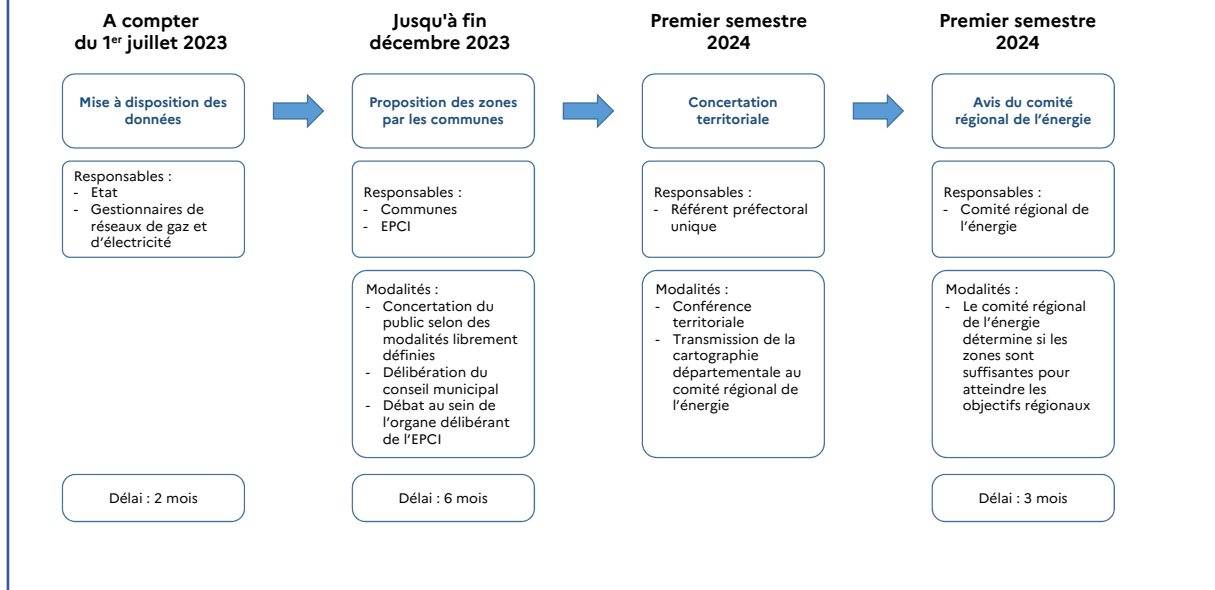 A compter
du 1er juillet 2023
Mise à disposition des
données
Responsables :
- Etat
- Gestionnaires de
réseaux de gaz et
d’électricité
Délai : 2 mois
Jusqu'à fin
décembre 2023
Proposition des zones
par les communes
Responsables :
- Communes
- EPCI
Modalités :
- Concertation du
public selon des
modalités librement
définies
- Délibération du
conseil municipal
- Débat au sein de
l’organe délibérant
de l’EPCI
Délai : 6 mois
Premier semestre
2024
Concertation
territoriale
Responsables :
- Référent préfectoral
unique
Modalités :
- Conférence
territoriale
- Transmission de la
cartographie
départementale au
comité régional de
l’énergie
Premier semestre
2024
Avis du comité
régional de l’énergie
Responsables :
- Comité régional de
l’énergie
Modalités :
- Le comité régional
de l’énergie
détermine si les
zones sont
suffisantes pour
atteindre les
objectifs régionaux
Délai : 3 mois